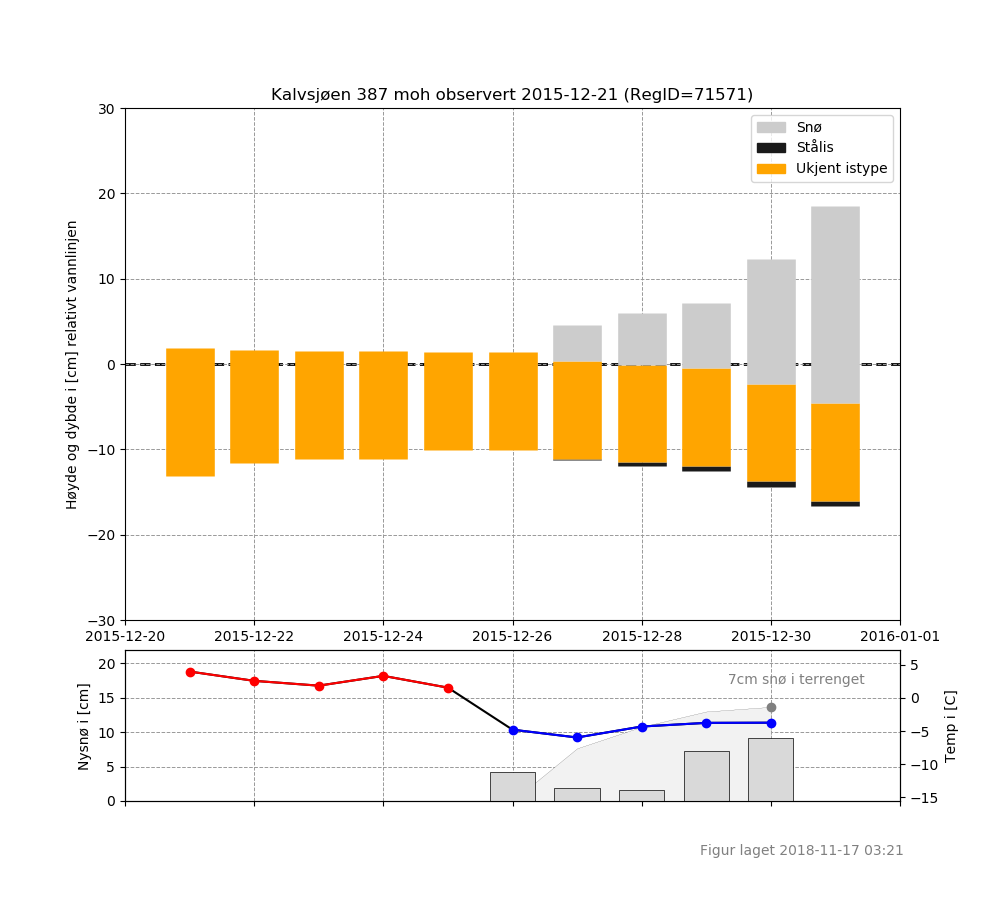 Kalvsjøen 387 moh observert 2015-12-21 (RegID=71571)
Snø
Stålis
Ukjent istype
Høyde og dybde i [cm] relativt vannlinjen
30
20
10
0
−10
−20
−30
2015-12-20 2015-12-22 2015-12-24 2015-12-26 2015-12-28 2015-12-30 2016-01-01
Nysnø i [cm]
20
15
10
5
0
7cm snø i terrenget
5
0
−5
−10
−15
Temp i [C]
Figur laget 2018-11-17 03:21